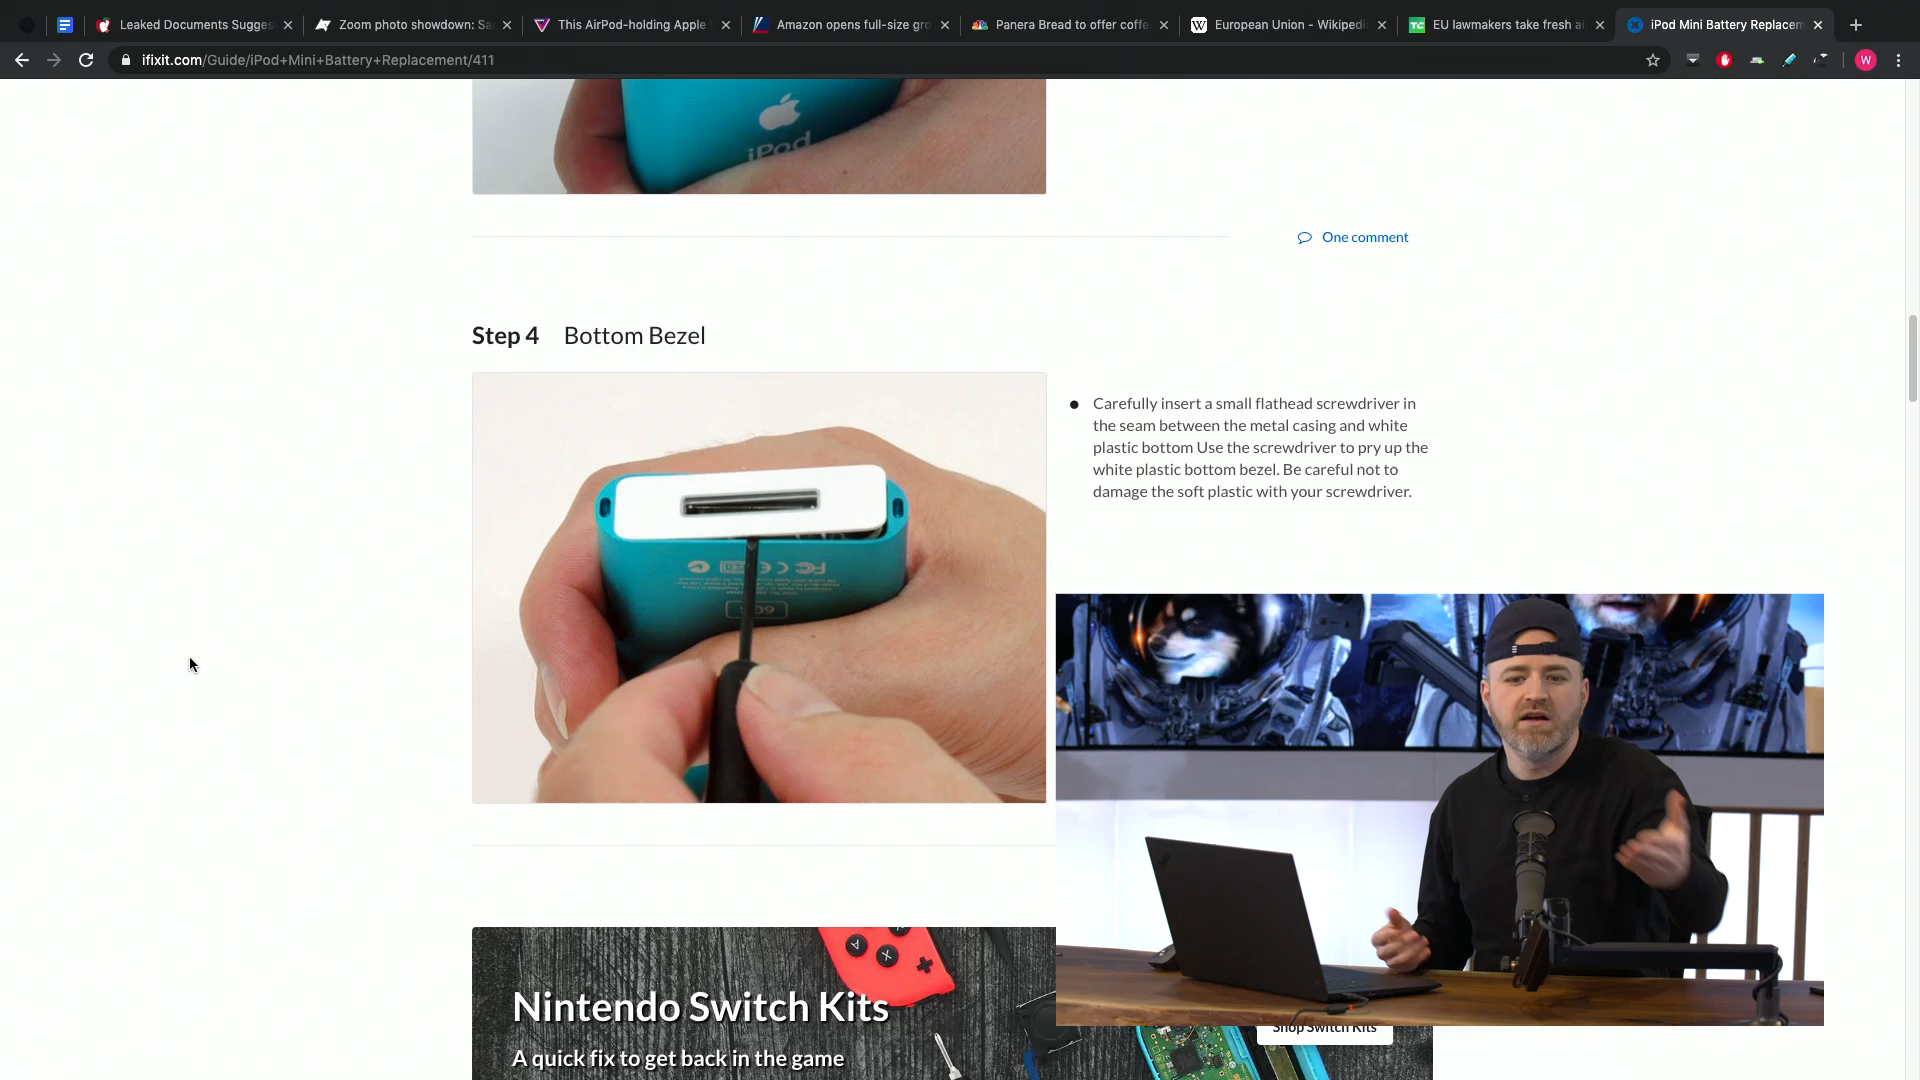 Leaked Documents Sugges
Zoom photo showdown: Sa
This AirPod-holding Apple
Amazon opens full-size gro
Panera Bread to offer coffe
European Union - Wikipedi
EU lawmakers take fresh ai
iPod Mini Battery Replacem
ifixit.com/Guide/iPod+Mini+Battery+Replacement/411
W
iPod
One comment
Step 4 Bottom Bezel
Carefully insert a small flathead screwdriver in
the seam between the metal casing and white
plastic bottom Use the screwdriver to pry up the
white plastic bottom bezel. Be careful not to
damage the soft plastic with your screwdriver.
Nintendo Switch Kits
A quick fix to get back in the game
Shop Switch Kits
Y
X